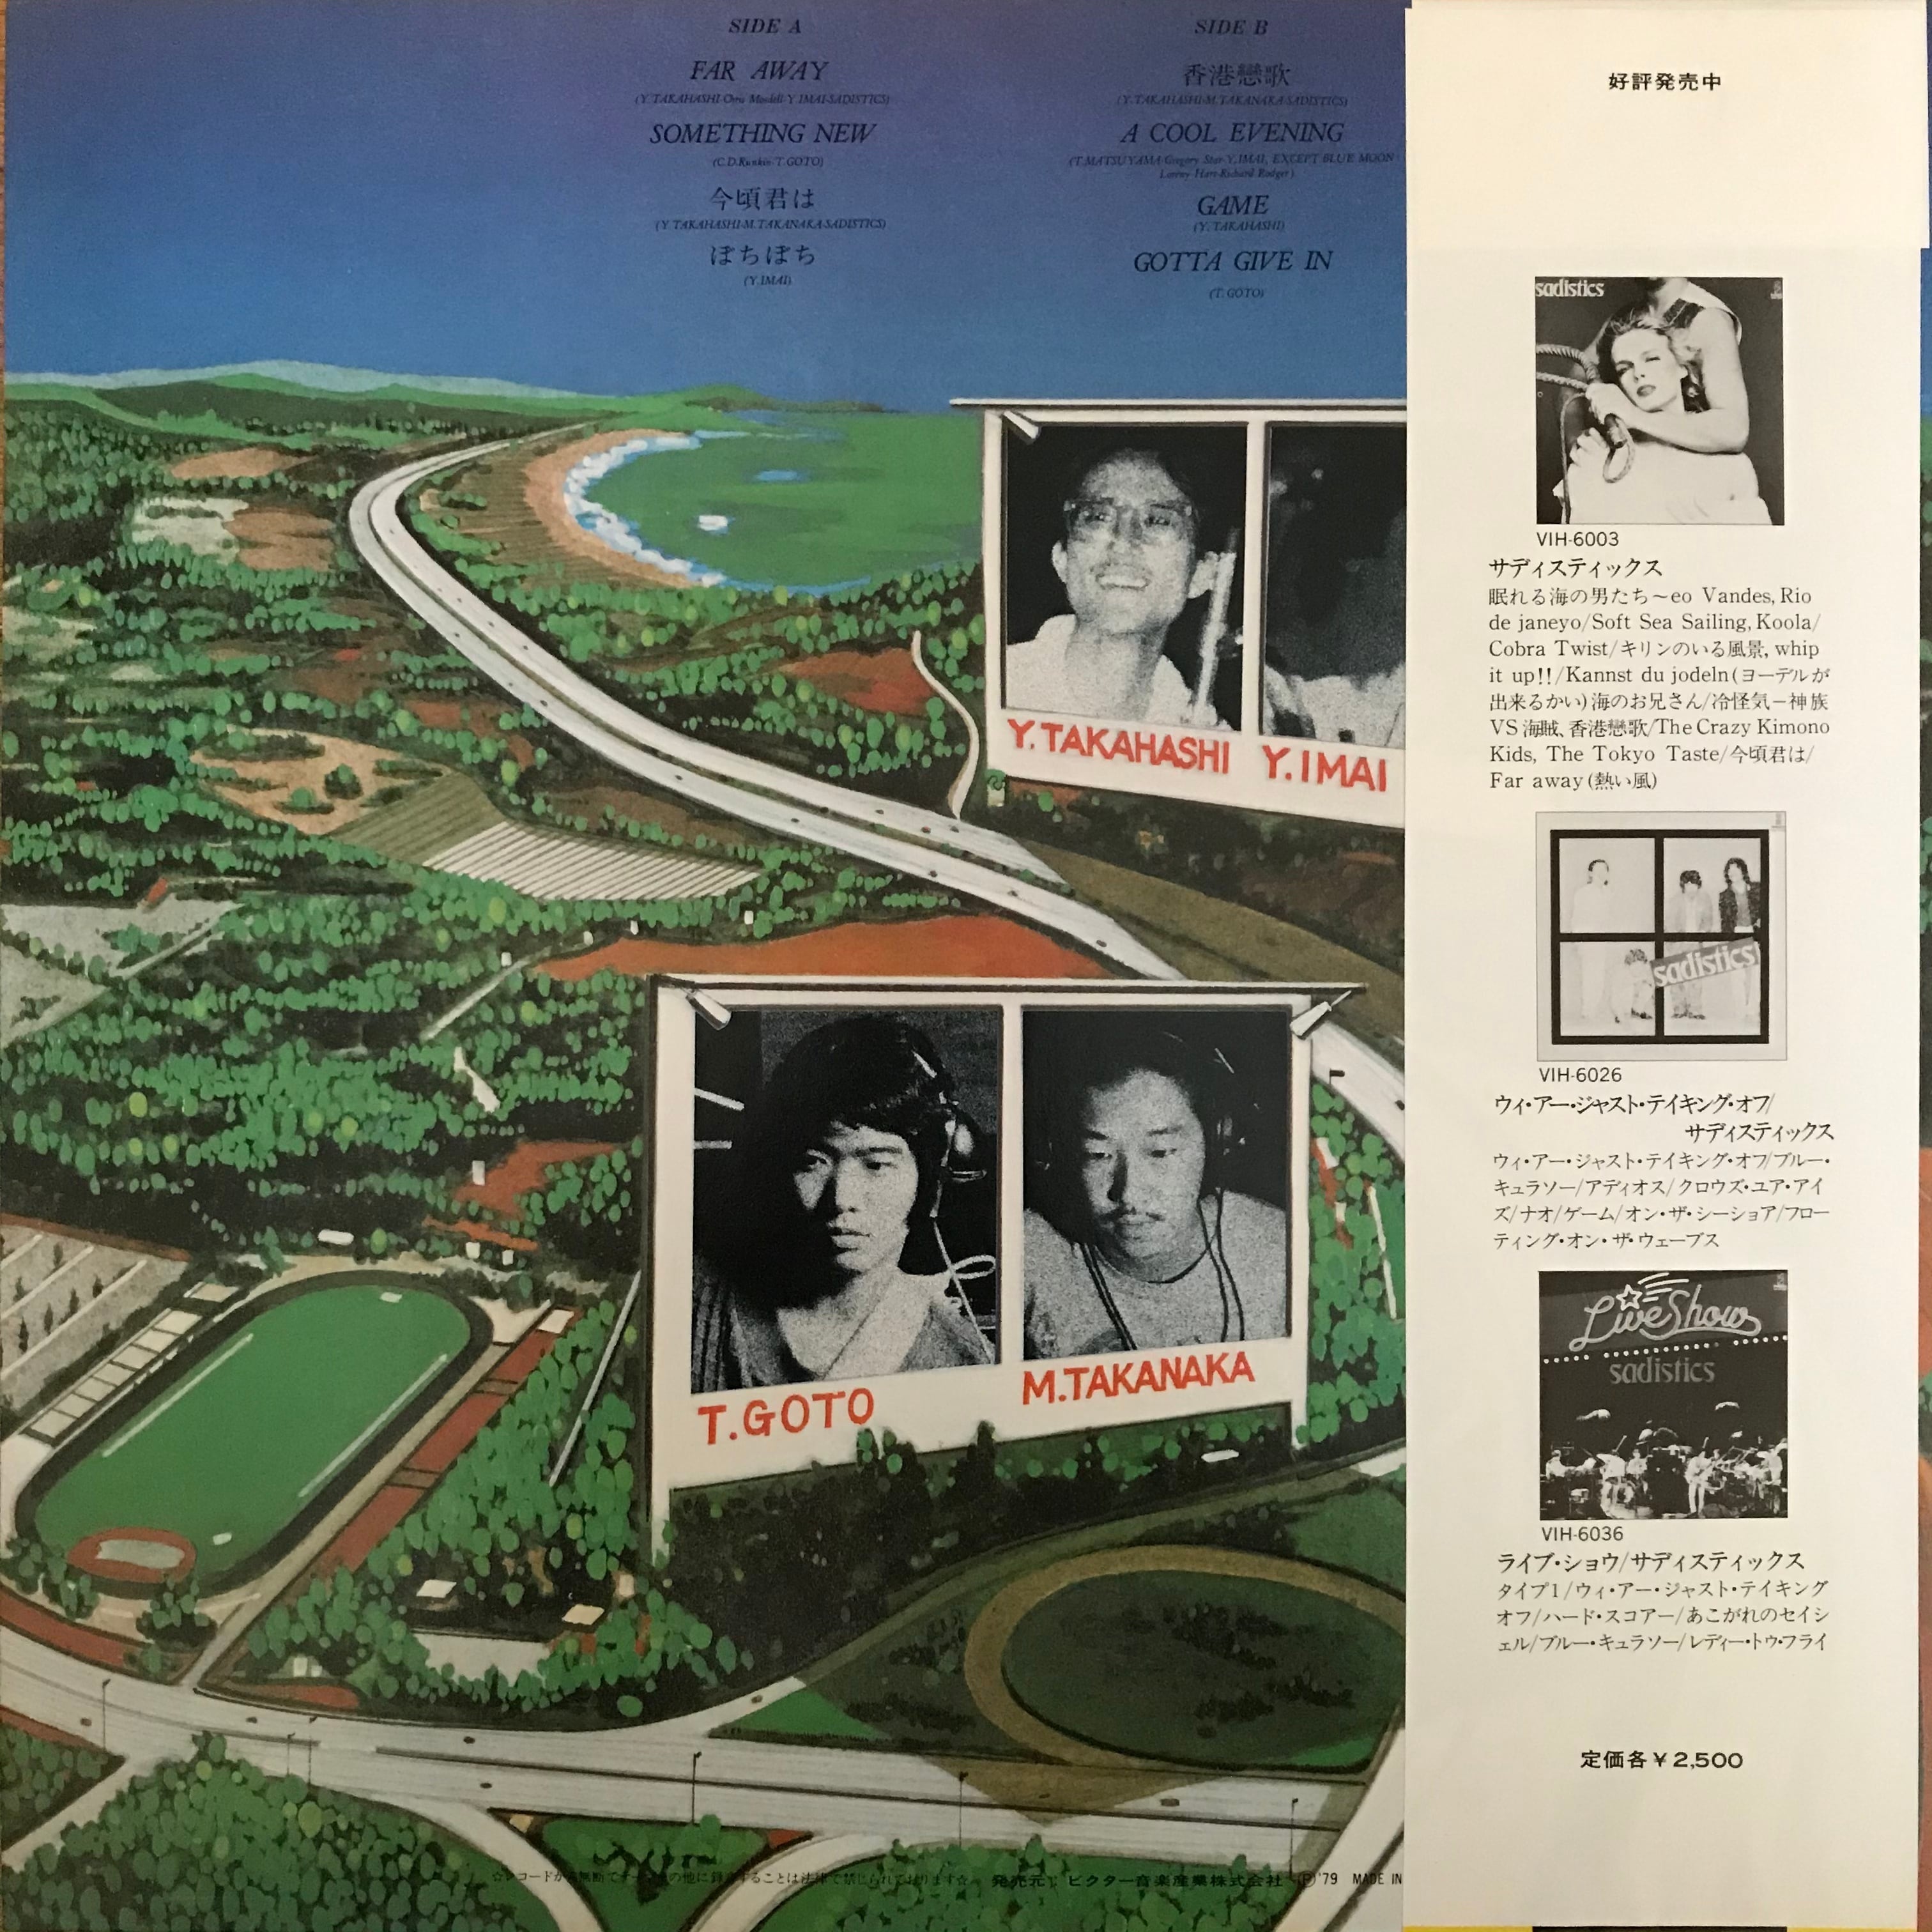 SIDE A
FAR AWAY
(Y.TAKAHASHI-Chris Mosdell-Y.IMAI-SADISTICS)
SOMETHING NEW
(C.D.Rankin-T.GOTO)
今頃君は
(Y.TAKAHASHI-M.TAKANAKA-SADISTICS)
ぼちぼち
(Y.IMAI)
SIDE B
香港戀歌
(Y.TAKAHASHI-M.TAKANAKA-SADISTICS)
A COOL EVENING
(T.MATSUYAMA-Gregory Star-Y.IMAI, EXCEPT BLUE MOON
Lorenz-Hart-Richard Rodger)
GAME
(Y.TAKAHASHI)
GOTTA GIVE IN
(T.GOTO)
Y.TAKAHASHI Y.IMAI
T.GOTO M.TAKANAKA
発売元:ビクター音楽産業株式会社 Ⓟ'79 MADE IN
好評発売中
sadistics
VIH-6003
サディスティックス
眠れる海の男たち〜eo Vandes, Rio
de janeyo/Soft Sea Sailing, Koola/
Cobra Twist/キリンのいる風景, whip
it up!!/Kannst du jodeln(ヨーデルが
出来るかい)海のお兄さん/冷怪気−神族
VS海賊、香港戀歌/The Crazy Kimono
Kids, The Tokyo Taste/今頃君は/
Far away(熱い風)
sadistics
VIH-6026
ウィ・アー・ジャスト・テイキング・オフ/
サディスティックス
ウィ・アー・ジャスト・テイキング・オフ/ブルー・
キュラソー/アディオス/クロウズ・ユア・アイ
ズ/ナオ/ゲーム/オン・ザ・シーショア/フロー
ティング・オン・ザ・ウェーブス
Live Show
sadistics
VIH-6036
ライブ・ショウ/サディスティックス
タイプ1/ウィ・アー・ジャスト・テイキング
オフ/ハード・スコアー/あこがれのセイシ
ェル/ブルー・キュラソー/レディー・トゥ・フライ
定価各￥2,500